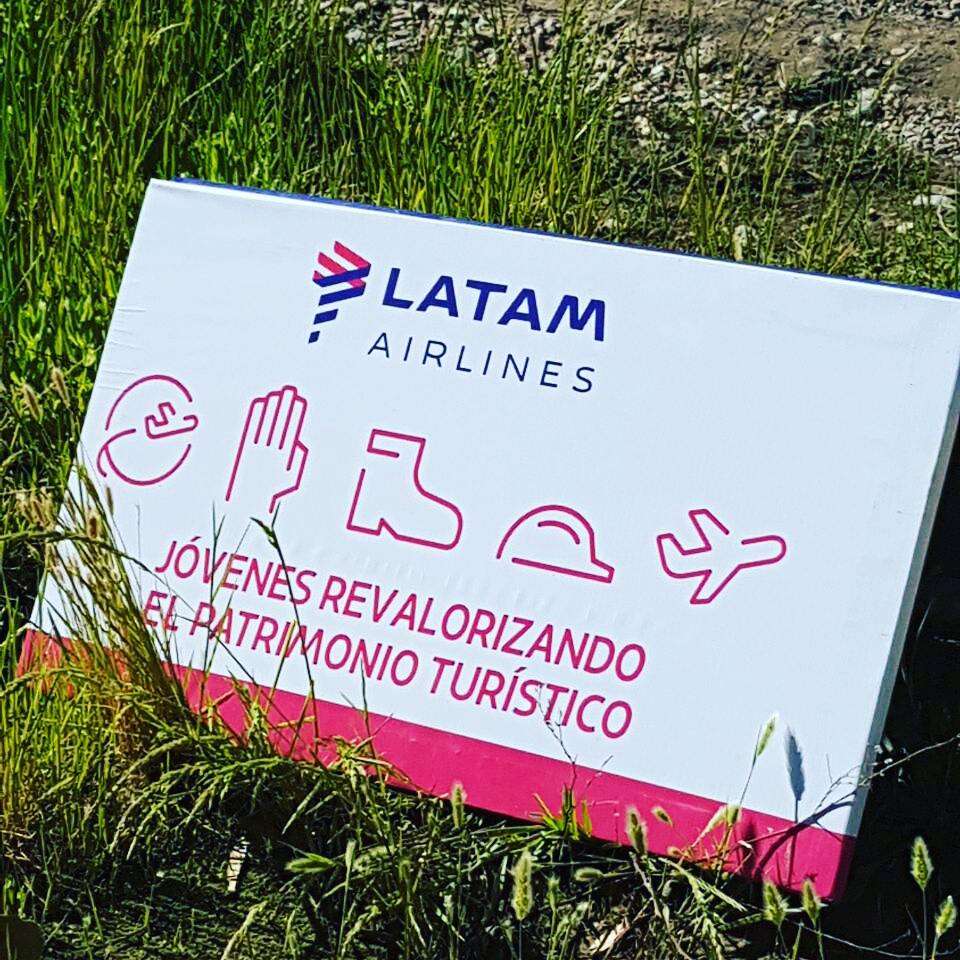 LATAM
AIRLINES
JÓVENES REVALORIZANDO
EL PATRIMONIO TURÍSTICO